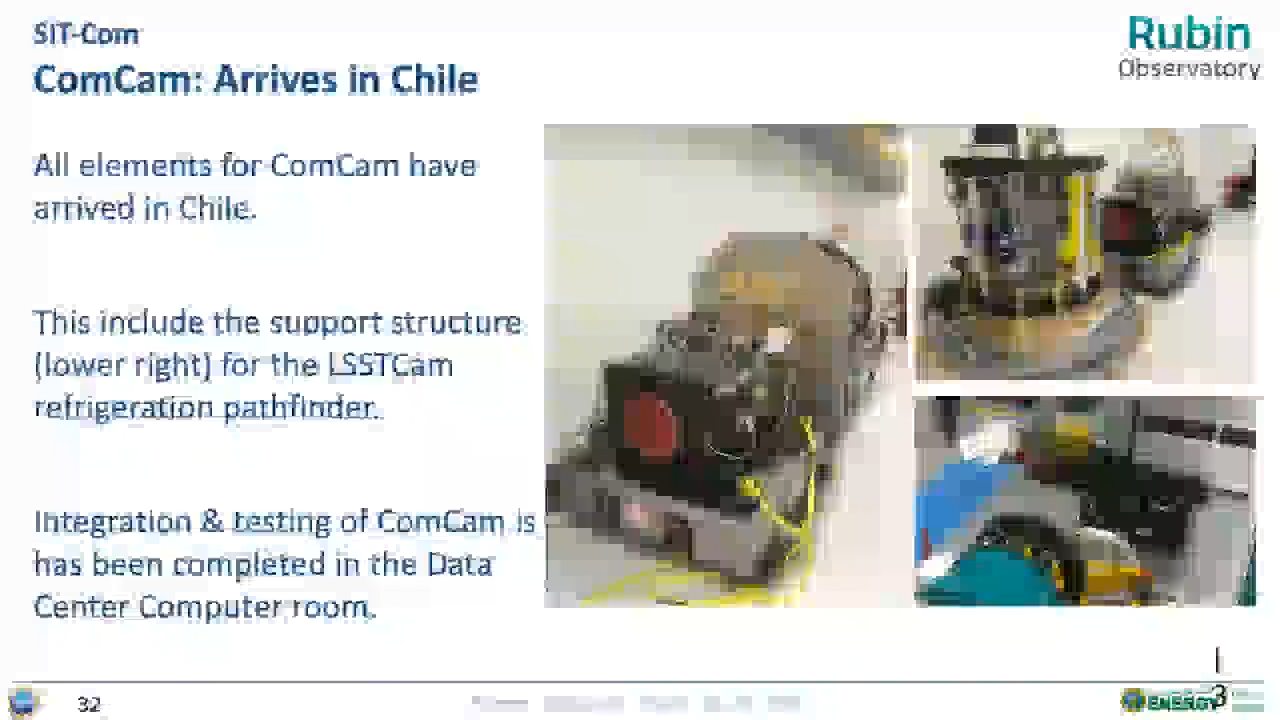 SIT-Com
ComCam: Arrives in Chile
Rubin
Observatory
All elements for ComCam have
arrived in Chile.
This include the support structure
(lower right) for the LSSTCam
refrigeration pathfinder.
Integration & testing of ComCam is
has been completed in the Data
Center Computer room.
32
ENERGY
3